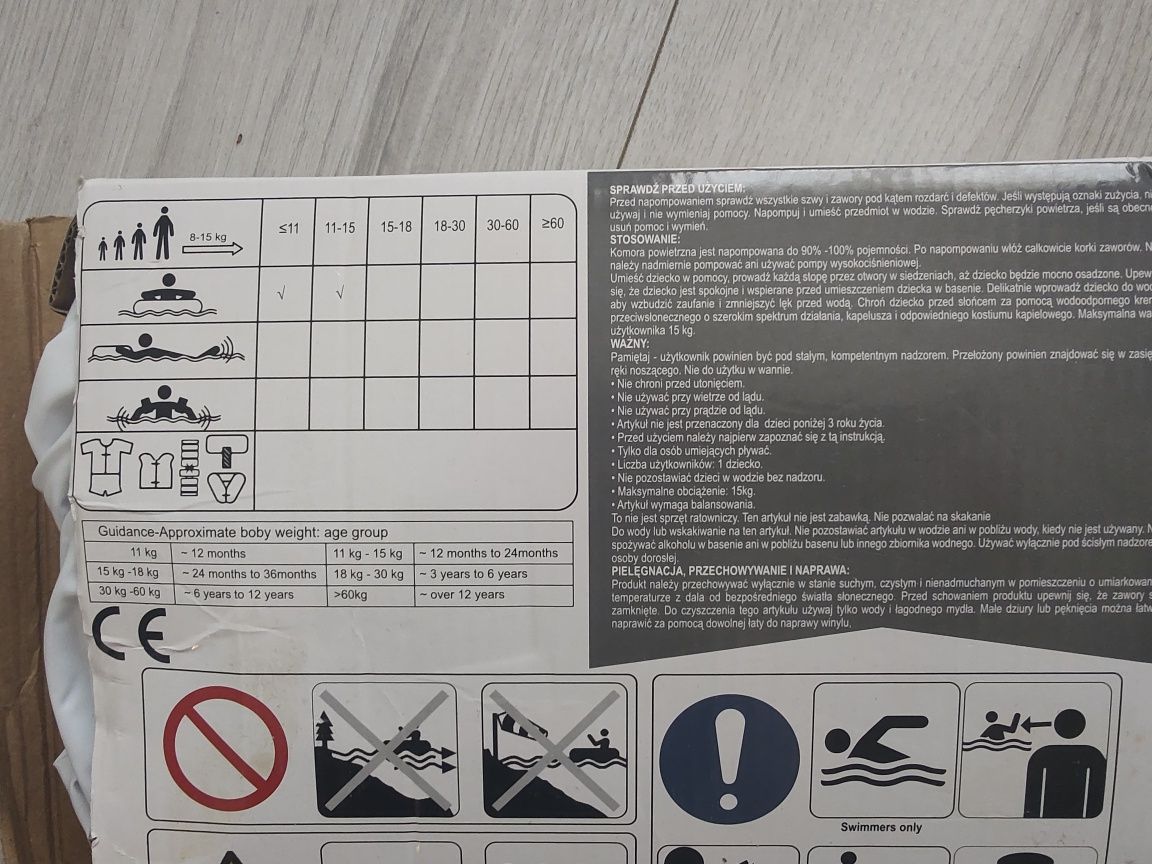 8-15 kg
≤11 11-15 15-18 18-30 30-60 ≥60
√ √
Guidance-Approximate boby weight: age group
11 kg ~ 12 months 11 kg - 15 kg ~ 12 months to 24months
15 kg -18 kg ~ 24 months to 36months 18 kg - 30 kg ~ 3 years to 6 years
30 kg -60 kg ~ 6 years to 12 years >60kg ~ over 12 years
CE
SPRAWDŹ PRZED UŻYCIEM:
Przed napompowaniem sprawdź wszystkie szwy i zawory pod kątem rozdarć i defektów. Jeśli występują oznaki zużycia,
używaj i nie wymieniaj pomocy. Napompuj i umieść przedmiot w wodzie. Sprawdź pęcherzyki powietrza, jeśli są
usuń pomoc i wymień.
STOSOWANIE:
Komora powietrzna jest napompowana do 90% -100% pojemności. Po napompowaniu włóż całkowicie korki zaworów.
należy nadmiernie pompować ani używać pompy wysokociśnieniowej.
Umieść dziecko w pomocy, prowadź każdą stopę przez otwory w siedzeniach, aż dziecko będzie mocno osadzone.
się, że dziecko jest spokojne i wspierane przed umieszczeniem dziecka w basenie. Delikatnie wprowadź dziecko do
aby wzbudzić zaufanie i zmniejszyć lęk przed wodą. Chroń dziecko przed słońcem za pomocą wodoodpornego
przeciwsłonecznego o szerokim spektrum działania, kapelusza i odpowiedniego kostiumu kąpielowego. Maksymalna
użytkownika 15 kg.
WAŻNY:
Pamiętaj - użytkownik powinien być pod stałym, kompetentnym nadzorem. Przełożony powinien znajdować się w
ręki noszącego. Nie do użytku w wannie.
• Nie chroni przed utonięciem.
• Nie używać przy wietrze od lądu.
• Nie używać przy prądzie od lądu.
• Artykuł nie jest przenaczony dla dzieci poniżej 3 roku życia.
• Przed użyciem należy najpierw zapoznać się z tą instrukcją.
• Tylko dla osób umiejących pływać.
• Liczba użytkowników: 1 dziecko.
• Nie pozostawiać dzieci w wodzie bez nadzoru.
• Maksymalne obciążenie: 15kg.
• Artykuł wymaga balansowania.
To nie jest sprzęt ratowniczy. Ten artykuł nie jest zabawką. Nie pozwalać na skakanie
Do wody lub wskakiwanie na ten artykuł. Nie pozostawiać artykułu w wodzie ani w pobliżu wody, kiedy nie jest używany.
spożywać alkoholu w basenie ani w pobliżu basenu lub innego zbiornika wodnego. Używać wyłącznie pod ścisłym
osoby dorosłej.
PIELĘGNACJA, PRZECHOWYWANIE I NAPRAWA:
Produkt należy przechowywać wyłącznie w stanie suchym, czystym i nienadmuchanym w pomieszczeniu o
temperaturze z dala od bezpośredniego światła słonecznego. Przed schowaniem produktu upewnij się, że zawory
zamknięte. Do czyszczenia tego artykułu używaj tylko wody i łagodnego mydła. Małe dziury lub pęknięcia można
naprawić za pomocą dowolnej łaty do naprawy winylu.
Swimmers only